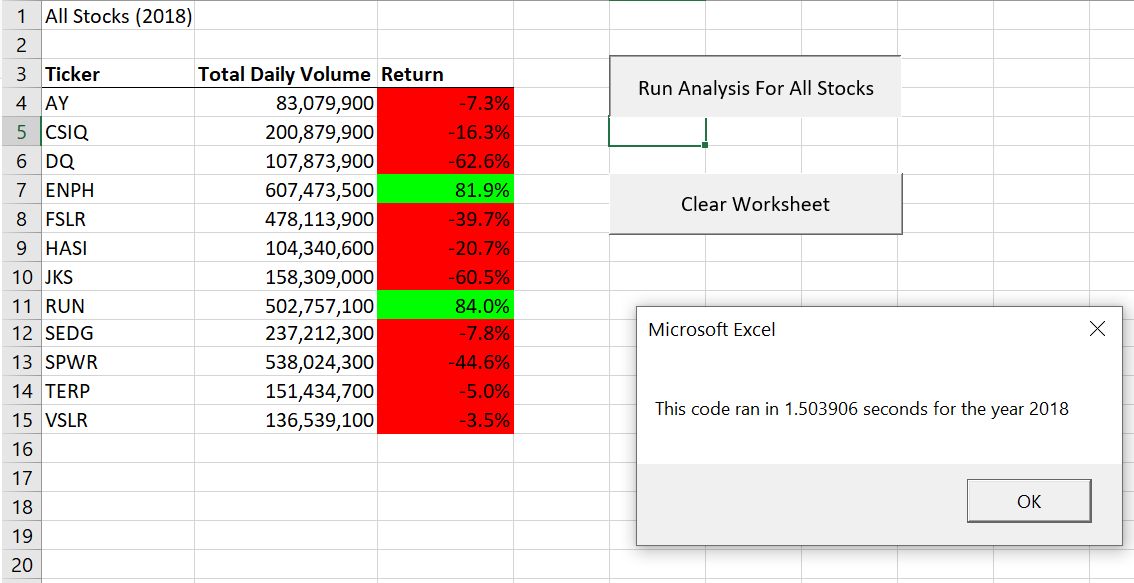 1 All Stocks (2018)
2
3 Ticker Total Daily Volume Return
4 AY 83,079,900 -7.3%
5 CSIQ 200,879,900 -16.3%
6 DQ 107,873,900 -62.6%
7 ENPH 607,473,500 81.9%
8 FSLR 478,113,900 -39.7%
9 HASI 104,340,600 -20.7%
10 JKS 158,309,000 -60.5%
11 RUN 502,757,100 84.0%
12 SEDG 237,212,300 -7.8%
13 SPWR 538,024,300 -44.6%
14 TERP 151,434,700 -5.0%
15 VSLR 136,539,100 -3.5%
16
17
18
19
20
Run Analysis For All Stocks
Clear Worksheet
Microsoft Excel
This code ran in 1.503906 seconds for the year 2018
OK